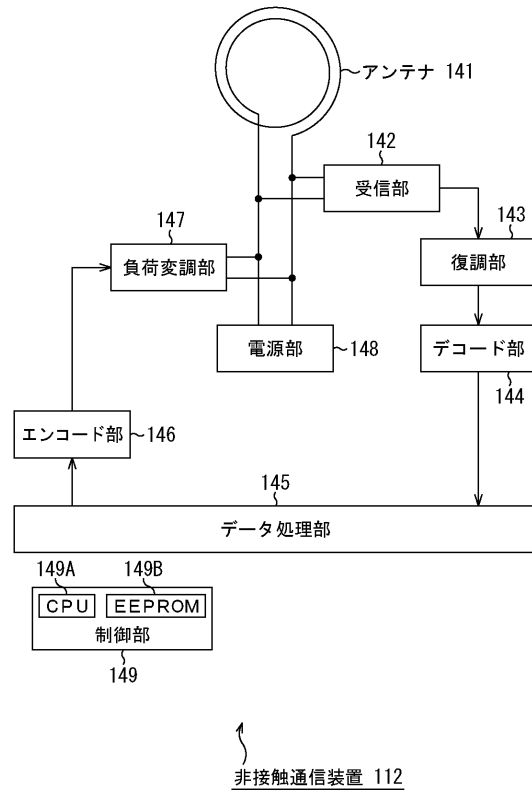 アンテナ 141
142
受信部
143
復調部
147
負荷変調部
電源部
148
デコード部
144
エンコード部
146
145
データ処理部
149A
149B
CPU
EEPROM
制御部
149
非接触通信装置 112